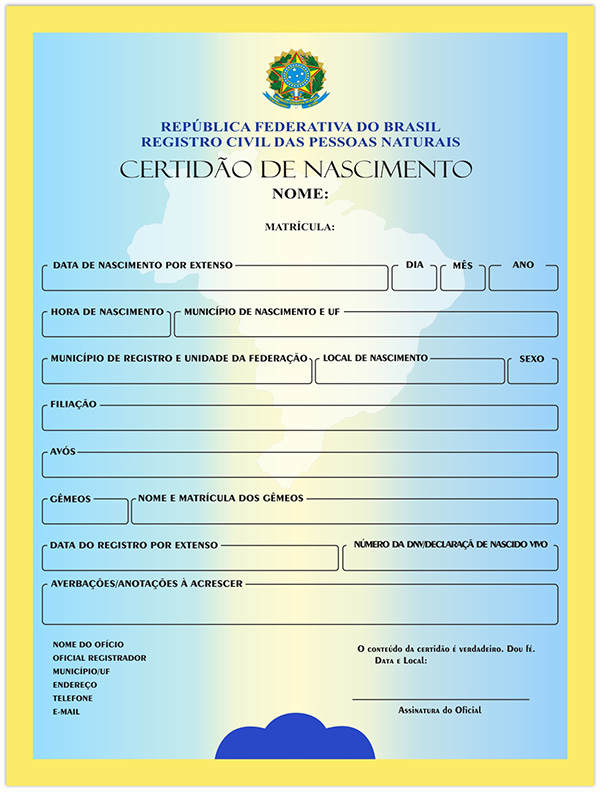 REPÚBLICA FEDERATIVA DO BRASIL
REGISTRO CIVIL DAS PESSOAS NATURAIS
CERTIDÃO DE NASCIMENTO
NOME:
MATRÍCULA:
DATA DE NASCIMENTO POR EXTENSO DIA MÊS ANO
HORA DE NASCIMENTO MUNICÍPIO DE NASCIMENTO E UF
MUNICÍPIO DE REGISTRO E UNIDADE DA FEDERAÇÃO LOCAL DE NASCIMENTO SEXO
FILIAÇÃO
AVÓS
GÊMEOS NOME E MATRÍCULA DOS GÊMEOS
DATA DO REGISTRO POR EXTENSO NÚMERO DA DNV/DECLARAÇÃ DE NASCIDO VIVO
AVERBAÇÕES/ANOTAÇÕES À ACRESCER
NOME DO OFÍCIO
OFICIAL REGISTRADOR
MUNICÍPIO/UF
ENDEREÇO
TELEFONE
E-MAIL
O conteúdo da certidão é verdadeiro. Dou fé.
Data e Local:
Assinatura do Oficial